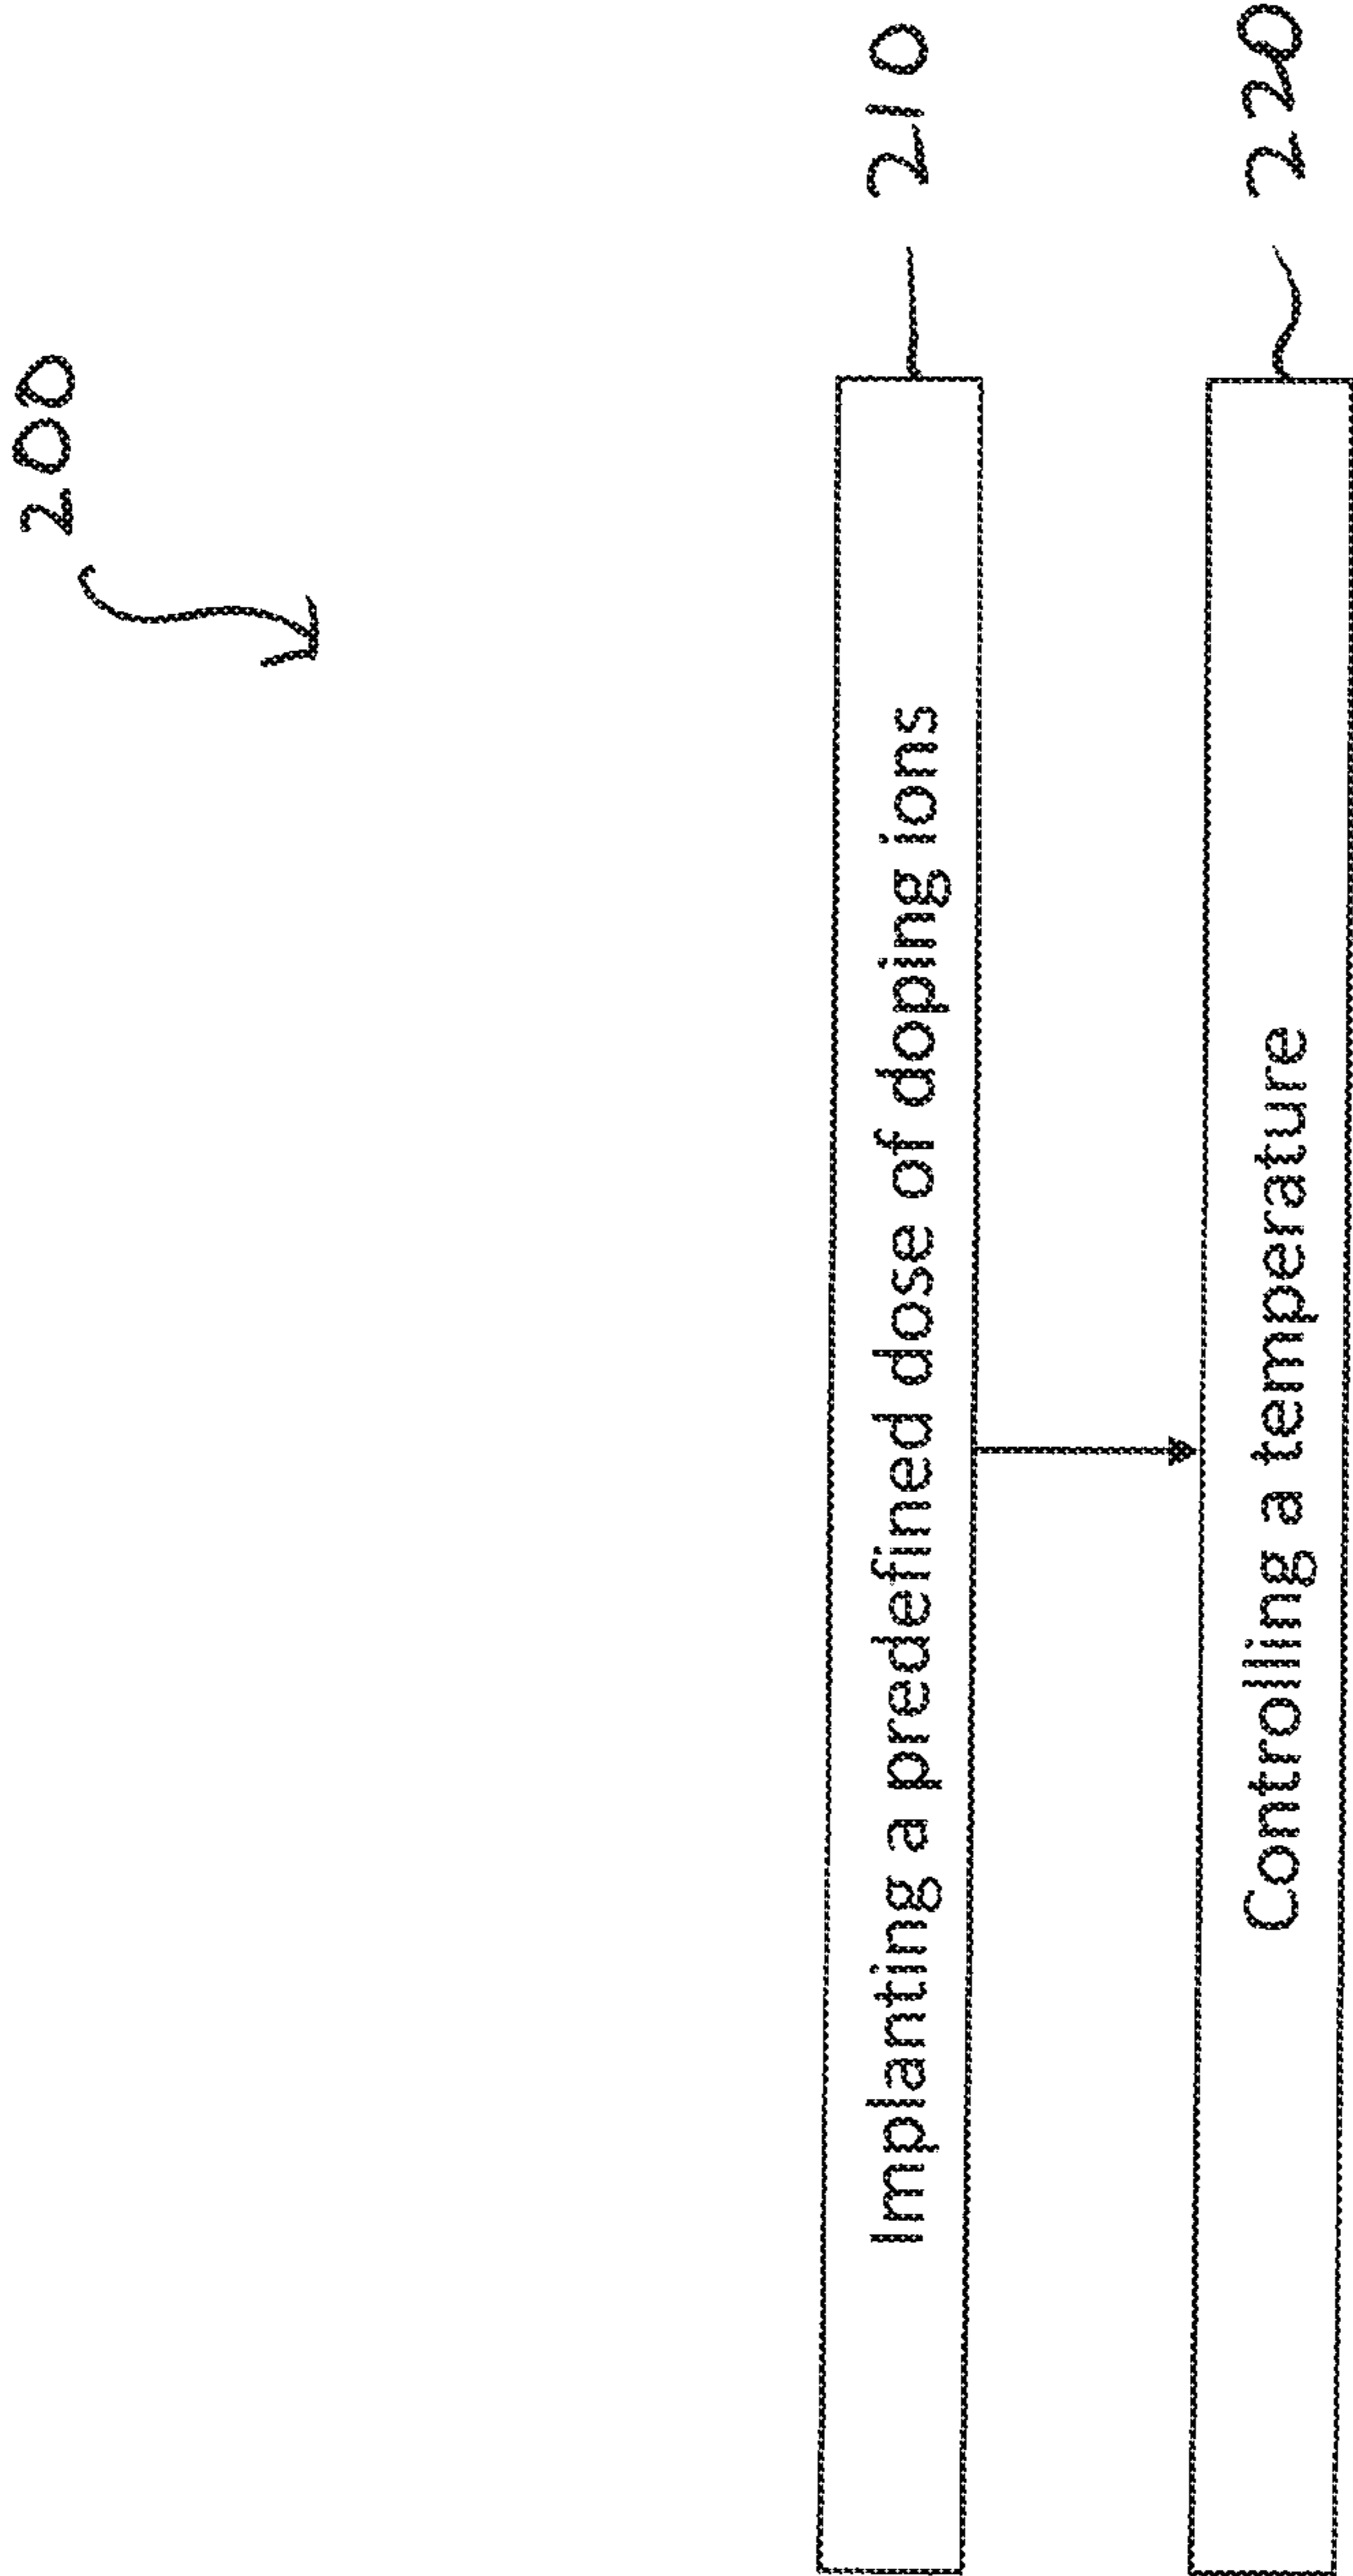 200
Implanting a predefined dose of doping ions
210
Controlling a temperature
220